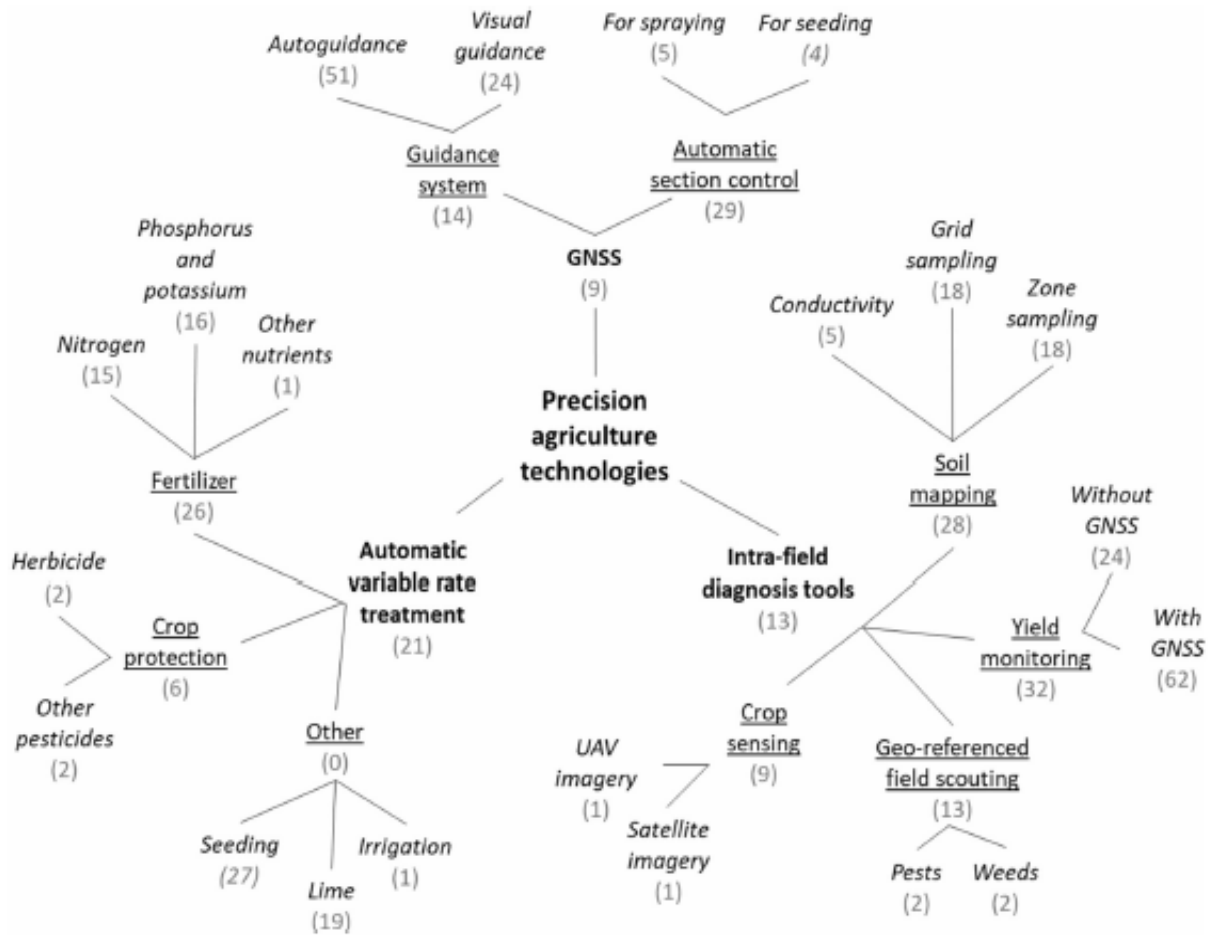 Autoguidance
(51)
Visual
guidance
(24)
For spraying
(5)
For seeding
(4)
Guidance
system
(14)
Automatic
section control
(29)
GNSS
(9)
Phosphorus
and
potassium
(16)
Nitrogen
(15)
Other
nutrients
(1)
Fertilizer
(26)
Grid
sampling
(18)
Conductivity
(5)
Zone
sampling
(18)
Soil
mapping
(28)
Precision
agriculture
technologies
Automatic
variable rate
treatment
(21)
Intra-field
diagnosis tools
(13)
Herbicide
(2)
Crop
protection
(6)
Other
pesticides
(2)
Other
(0)
Seeding
(27)
Lime
(19)
Irrigation
(1)
Without
GNSS
(24)
With
GNSS
(62)
Yield
monitoring
(32)
Crop
sensing
(9)
UAV
imagery
(1)
Satellite
imagery
(1)
Geo-referenced
field scouting
(13)
Pests
(2)
Weeds
(2)